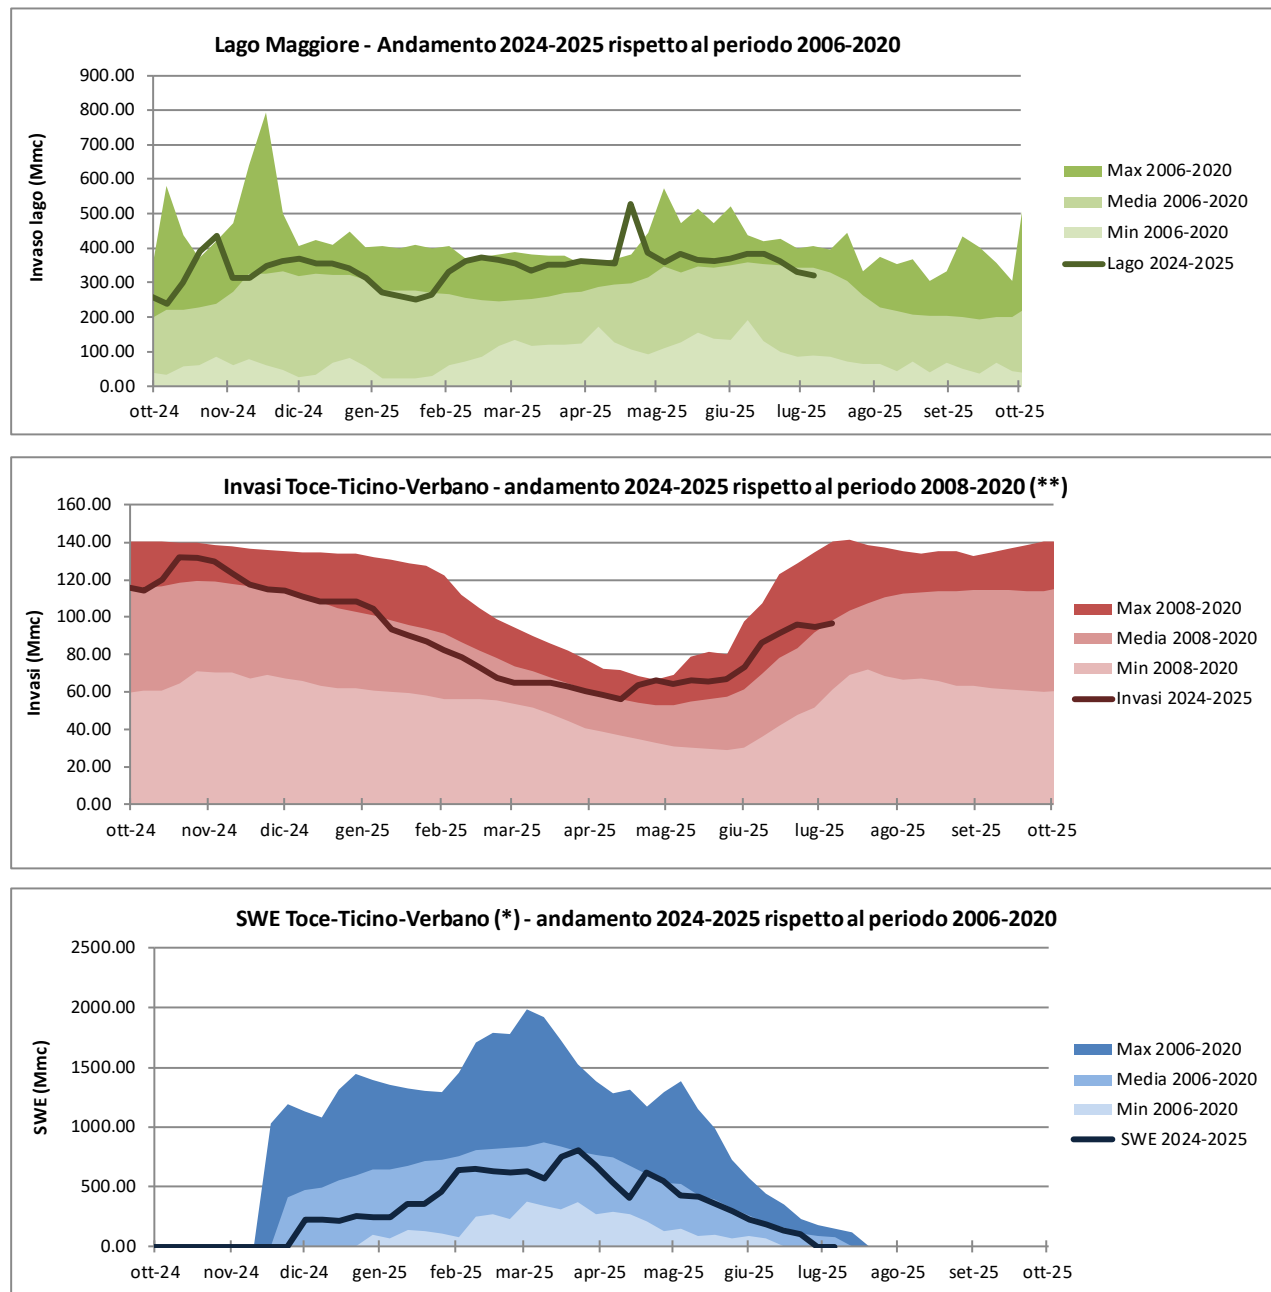 Lago Maggiore - Andamento 2024-2025 rispetto al periodo 2006-2020
Invaso lago (Mmc)
900.00
800.00
700.00
600.00
500.00
400.00
300.00
200.00
100.00
0.00
ott-24 nov-24 dic-24 gen-25 feb-25 mar-25 apr-25 mag-25 giu-25 lug-25 ago-25 set-25 ott-25
Max 2006-2020
Media 2006-2020
Min 2006-2020
Lago 2024-2025
Invasi Toce-Ticino-Verbano - andamento 2024-2025 rispetto al periodo 2008-2020 (**)
Invasi (Mmc)
160.00
140.00
120.00
100.00
80.00
60.00
40.00
20.00
0.00
ott-24 nov-24 dic-24 gen-25 feb-25 mar-25 apr-25 mag-25 giu-25 lug-25 ago-25 set-25 ott-25
Max 2008-2020
Media 2008-2020
Min 2008-2020
Invasi 2024-2025
SWE Toce-Ticino-Verbano (*) - andamento 2024-2025 rispetto al periodo 2006-2020
SWE (Mmc)
2500.00
2000.00
1500.00
1000.00
500.00
0.00
ott-24 nov-24 dic-24 gen-25 feb-25 mar-25 apr-25 mag-25 giu-25 lug-25 ago-25 set-25 ott-25
Max 2006-2020
Media 2006-2020
Min 2006-2020
SWE 2024-2025